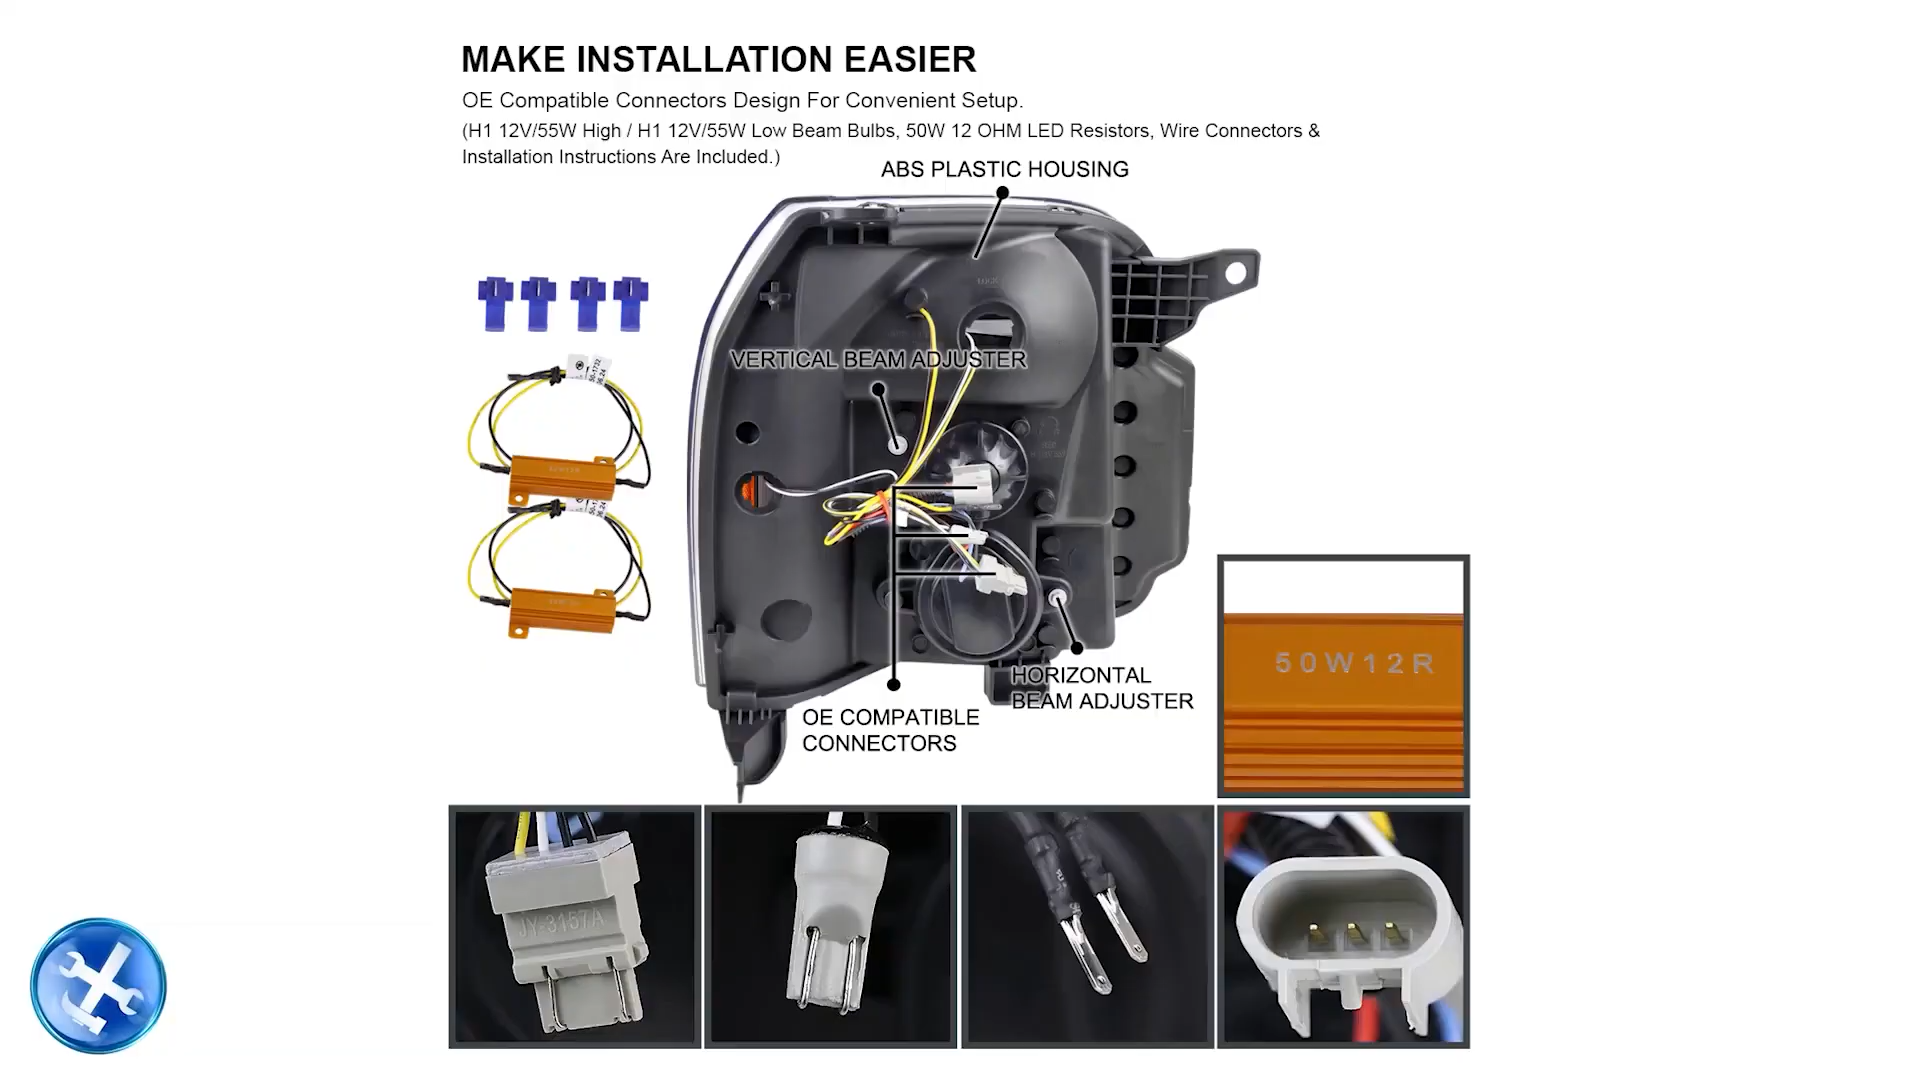 MAKE INSTALLATION EASIER
OE Compatible Connectors Design For Convenient Setup.
(H1 12V/55W High / H1 12V/55W Low Beam Bulbs, 50W 12 OHM LED Resistors, Wire Connectors &
Installation Instructions Are Included.)
ABS PLASTIC HOUSING
VERTICAL BEAM ADJUSTER
HORIZONTAL
BEAM ADJUSTER
OE COMPATIBLE
CONNECTORS
50W12R
JY-3157A